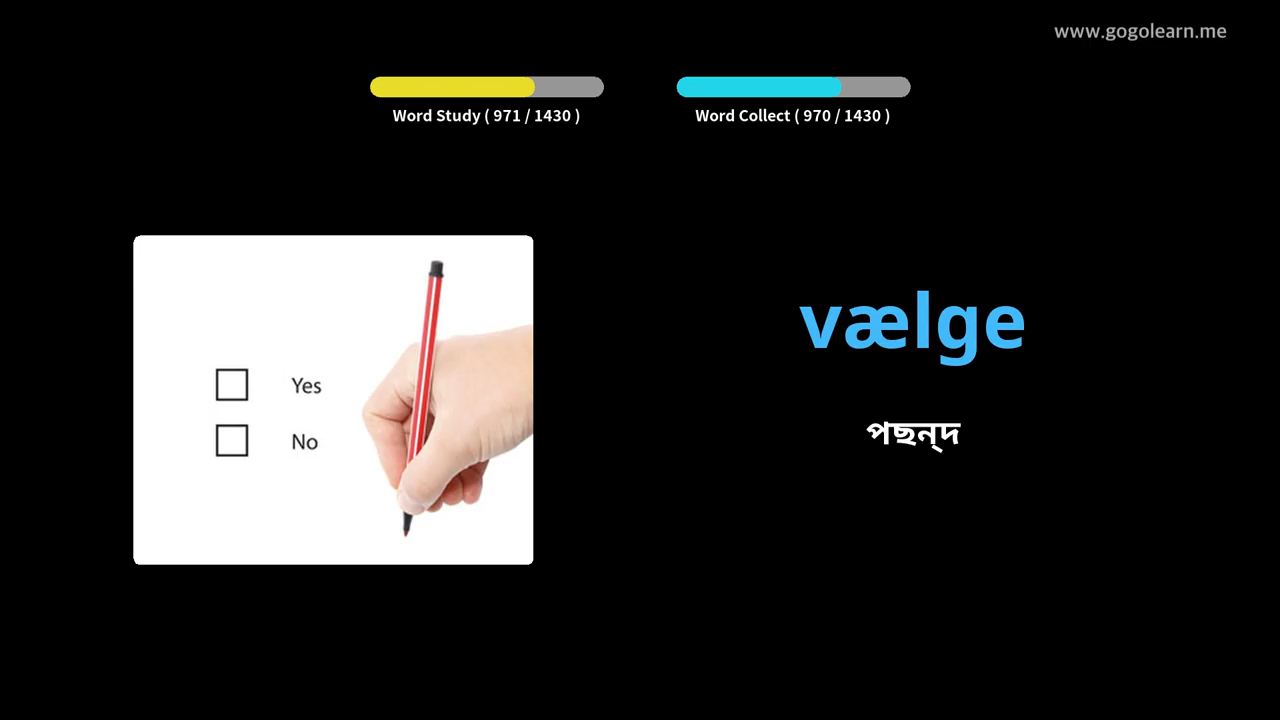 www.gogolearn.me
Word Study ( 971 / 1430 )
Word Collect ( 970 / 1430 )
Yes
No
vælge
পছন্দ